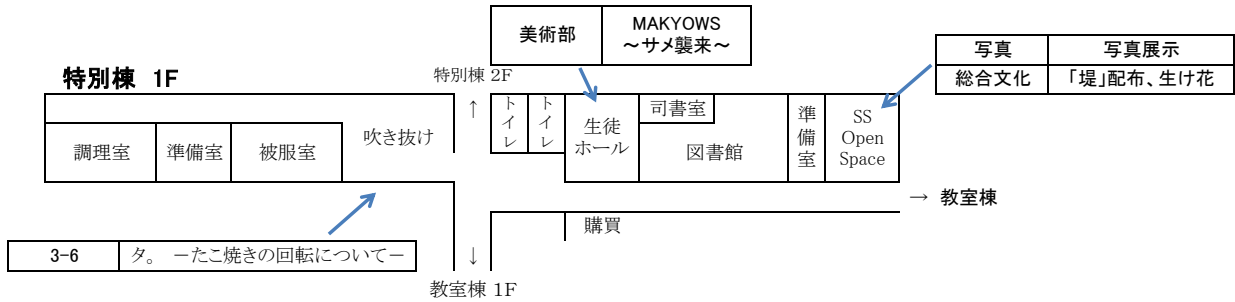 美術部 MAKYOWS
～サメ襲来～
写真 写真展示
総合文化 「堤」配布、生け花
特別棟 1F
特別棟 2F
↑
調理室 準備室 被服室 吹き抜け
トイレ トイレ 生徒ホール 司書室 図書館 準備室 SS Open Space
→ 教室棟
購買
3-6 タ。 －たこ焼きの回転について－
↓
教室棟 1F